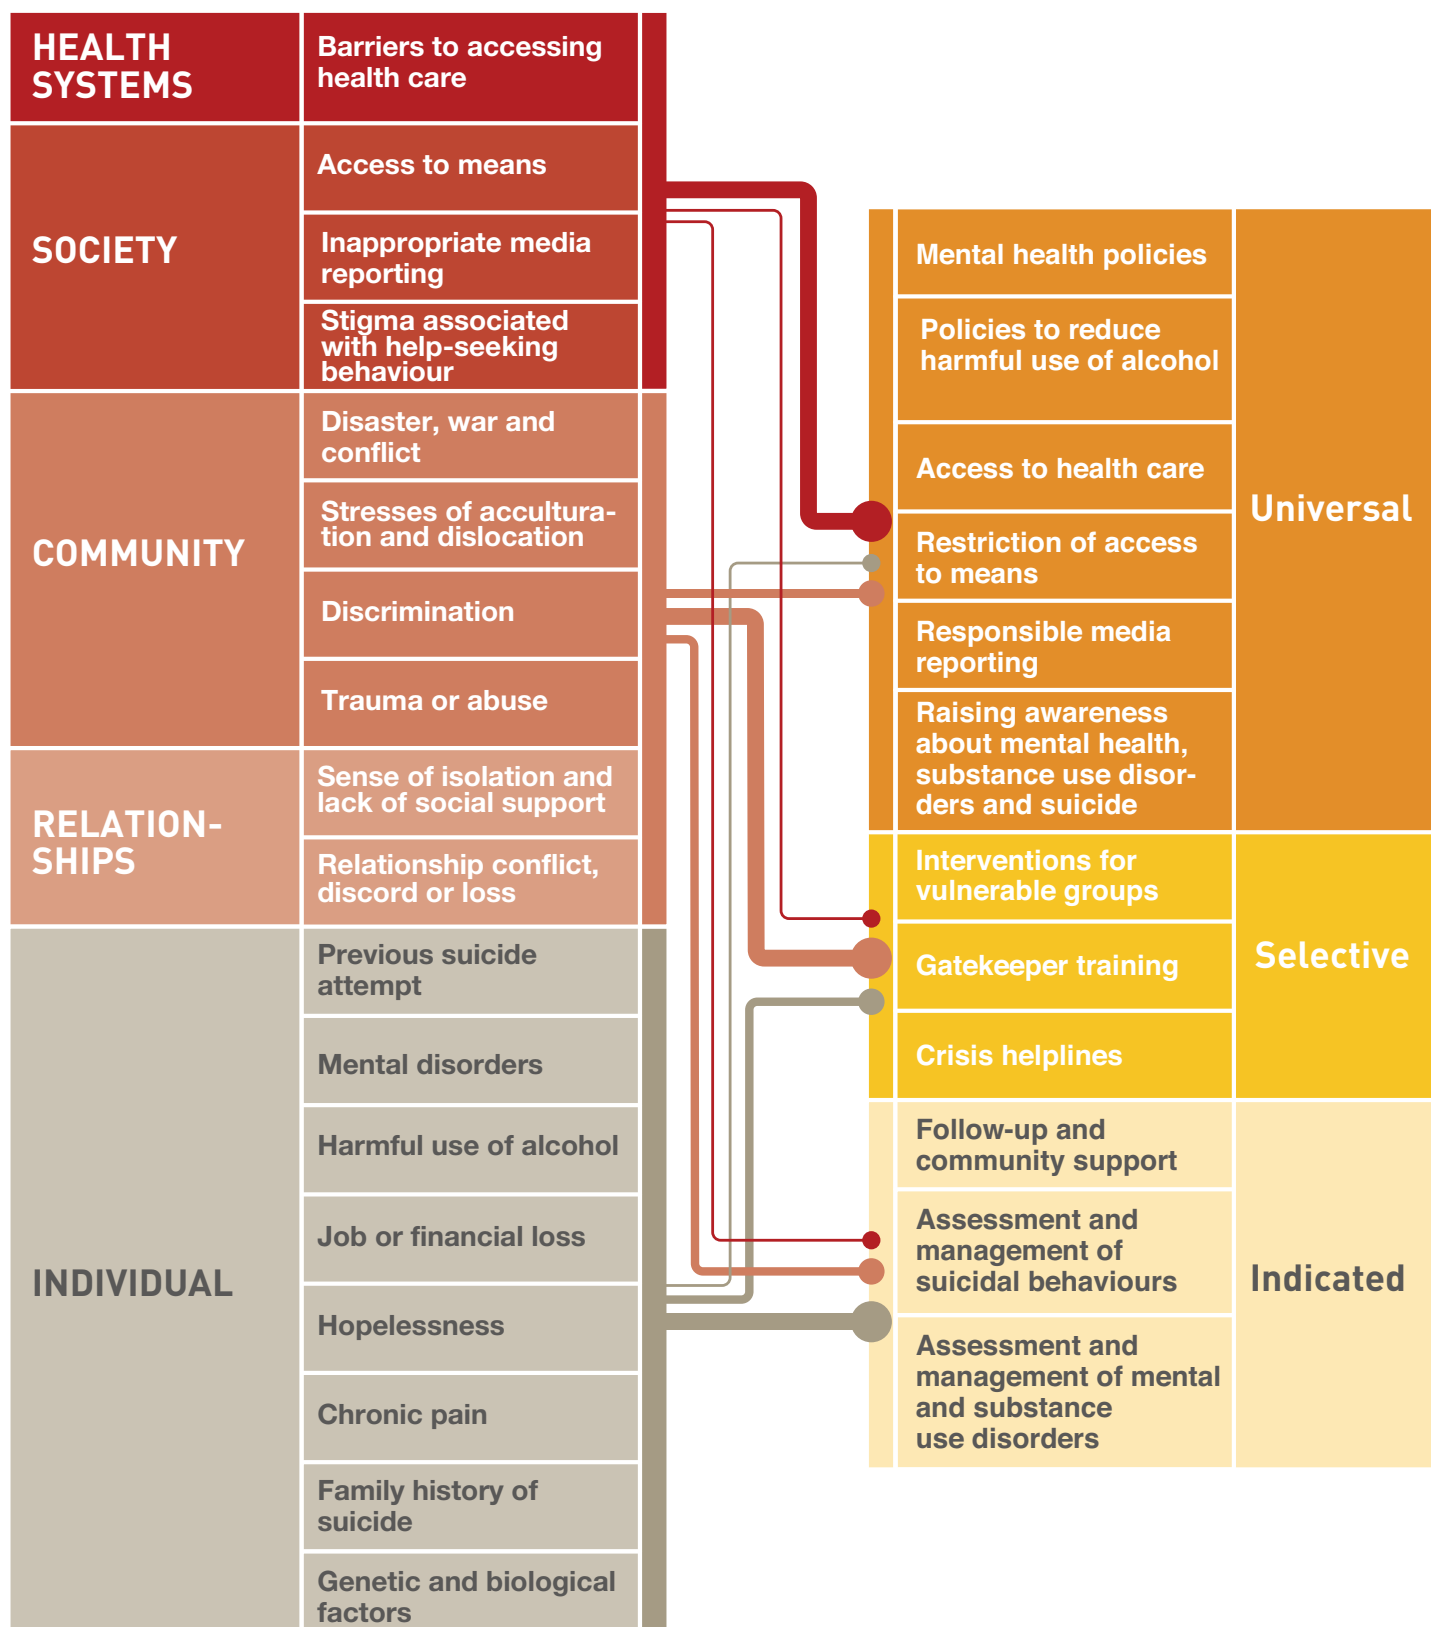 HEALTH
SYSTEMS
Barriers to accessing
health care
SOCIETY
Access to means
Inappropriate media
reporting
Stigma associated
with help-seeking
behaviour
COMMUNITY
Disaster, war and
conflict
Stresses of accultura-
tion and dislocation
Discrimination
Trauma or abuse
RELATION-
SHIPS
Sense of isolation and
lack of social support
Relationship conflict,
discord or loss
INDIVIDUAL
Previous suicide
attempt
Mental disorders
Harmful use of alcohol
Job or financial loss
Hopelessness
Chronic pain
Family history of
suicide
Genetic and biological
factors
Mental health policies
Policies to reduce
harmful use of alcohol
Access to health care
Restriction of access
to means
Responsible media
reporting
Raising awareness
about mental health,
substance use disor-
ders and suicide
Universal
Interventions for
vulnerable groups
Gatekeeper training
Crisis helplines
Selective
Follow-up and
community support
Assessment and
management of
suicidal behaviours
Assessment and
management of mental
and substance
use disorders
Indicated